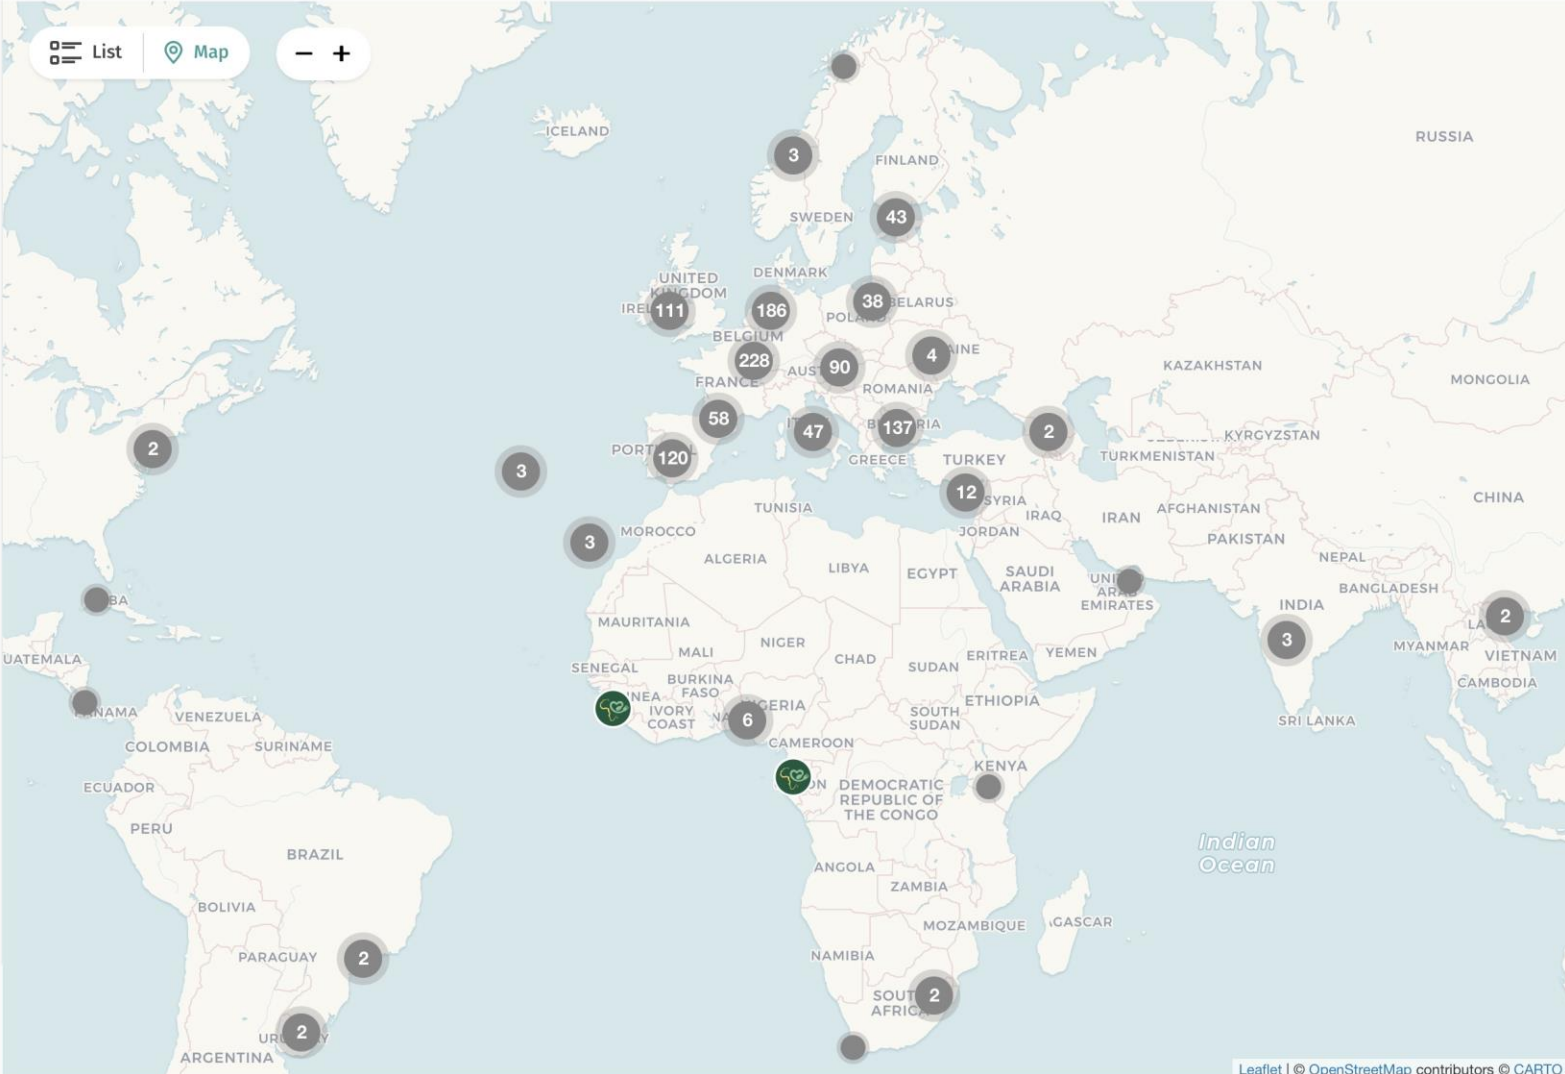 List
Map
− +
ICELAND
RUSSIA
3
FINLAND
43
SWEDEN
DENMARK
UNITED
KINGDOM
111
186
38
BELARUS
BELGIUM
228
90
4
FRANCE
ROMANIA
KAZAKHSTAN
MONGOLIA
58
47
137
2
KYRGYZSTAN
TURKMENISTAN
2
3
120
GREECE
TURKEY
12
SYRIA
CHINA
TUNISIA
IRAQ
IRAN
AFGHANISTAN
3
MOROCCO
JORDAN
PAKISTAN
ALGERIA
LIBYA
EGYPT
SAUDI
ARABIA
NEPAL
BANGLADESH
ARAB
EMIRATES
INDIA
3
2
MAURITANIA
MALI
NIGER
CHAD
SUDAN
ERITREA
YEMEN
MYANMAR
VIETNAM
SENEGAL
BURKINA
FASO
ETHIOPIA
CAMBODIA
IVORY
COAST
6
SOUTH
SUDAN
SRI LANKA
VENEZUELA
CAMEROON
COLOMBIA
SURINAME
KENYA
ECUADOR
DEMOCRATIC
REPUBLIC OF
THE CONGO
PERU
BRAZIL
Indian
Ocean
ANGOLA
ZAMBIA
BOLIVIA
MOZAMBIQUE
PARAGUAY
2
NAMIBIA
2
AFRICA
2
ARGENTINA
Leaflet | © OpenStreetMap contributors © CARTO